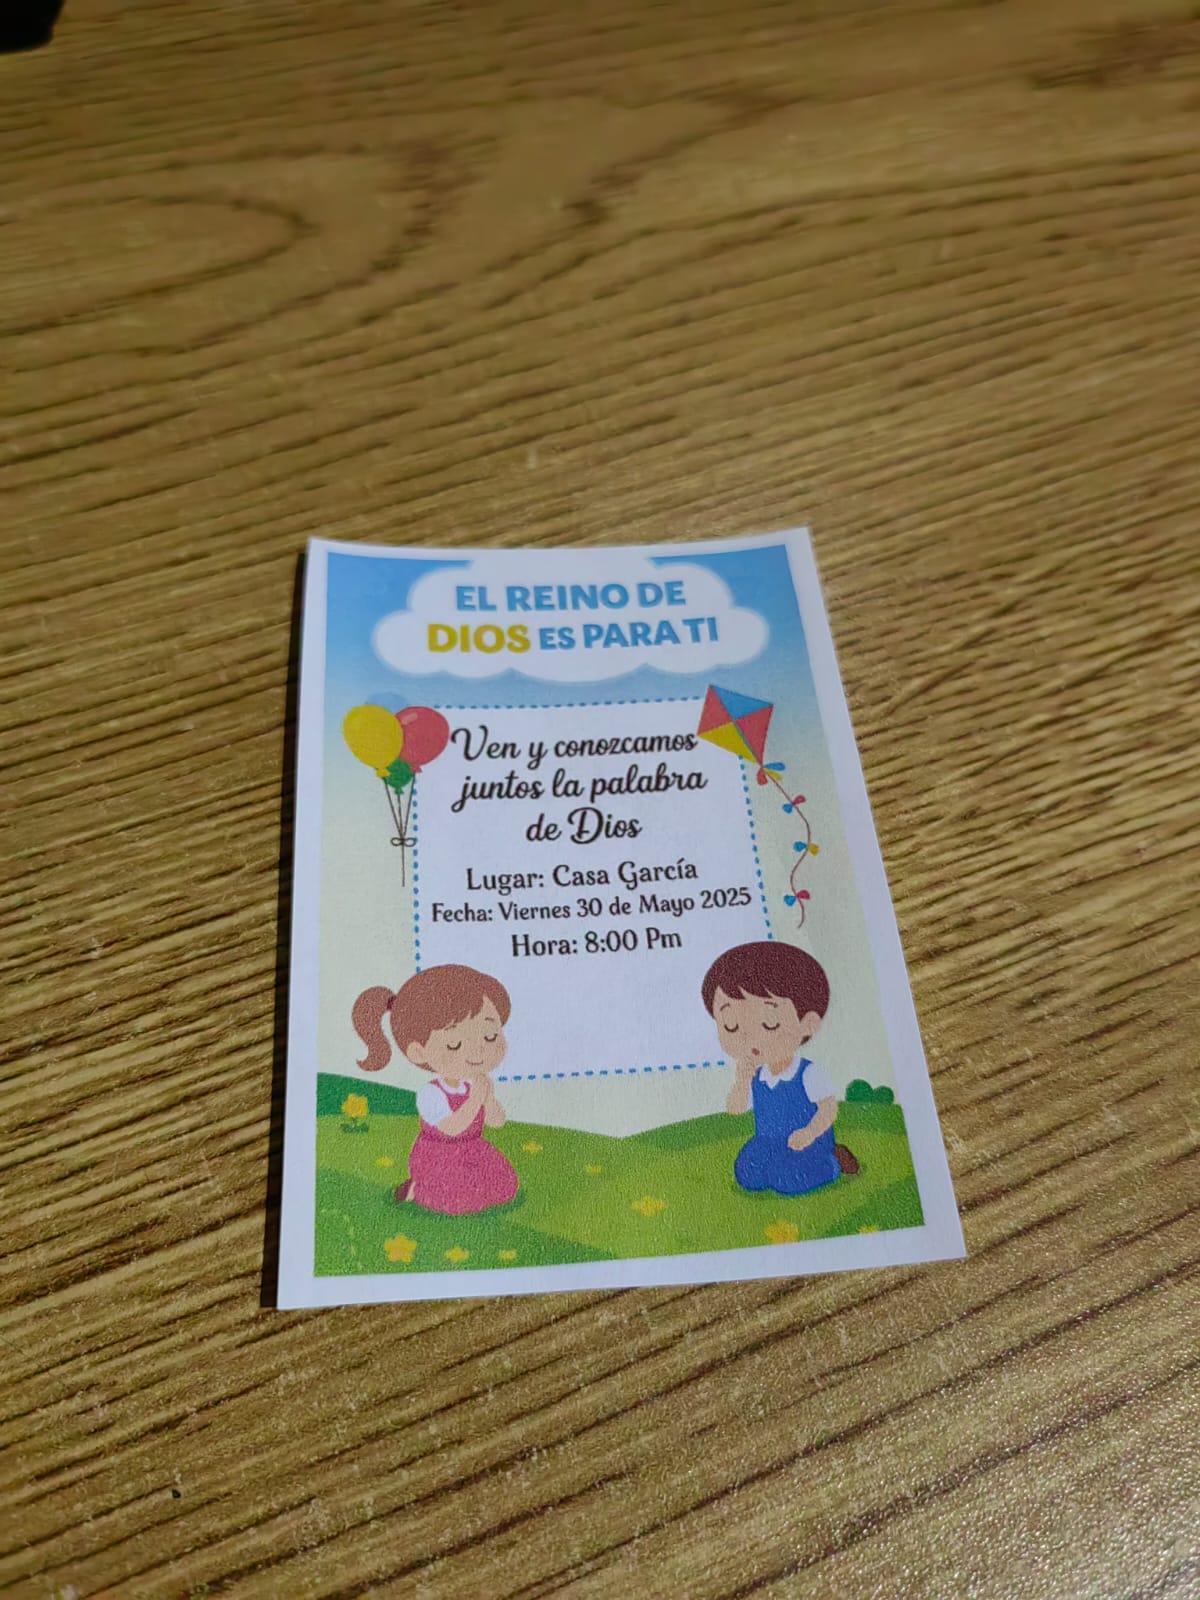 EL REINO DE
DIOS ES PARA TI
Ven y conozcamos
juntos la palabra
de Dios
Lugar: Casa García
Fecha: Viernes 30 de Mayo 2025
Hora: 8:00 Pm